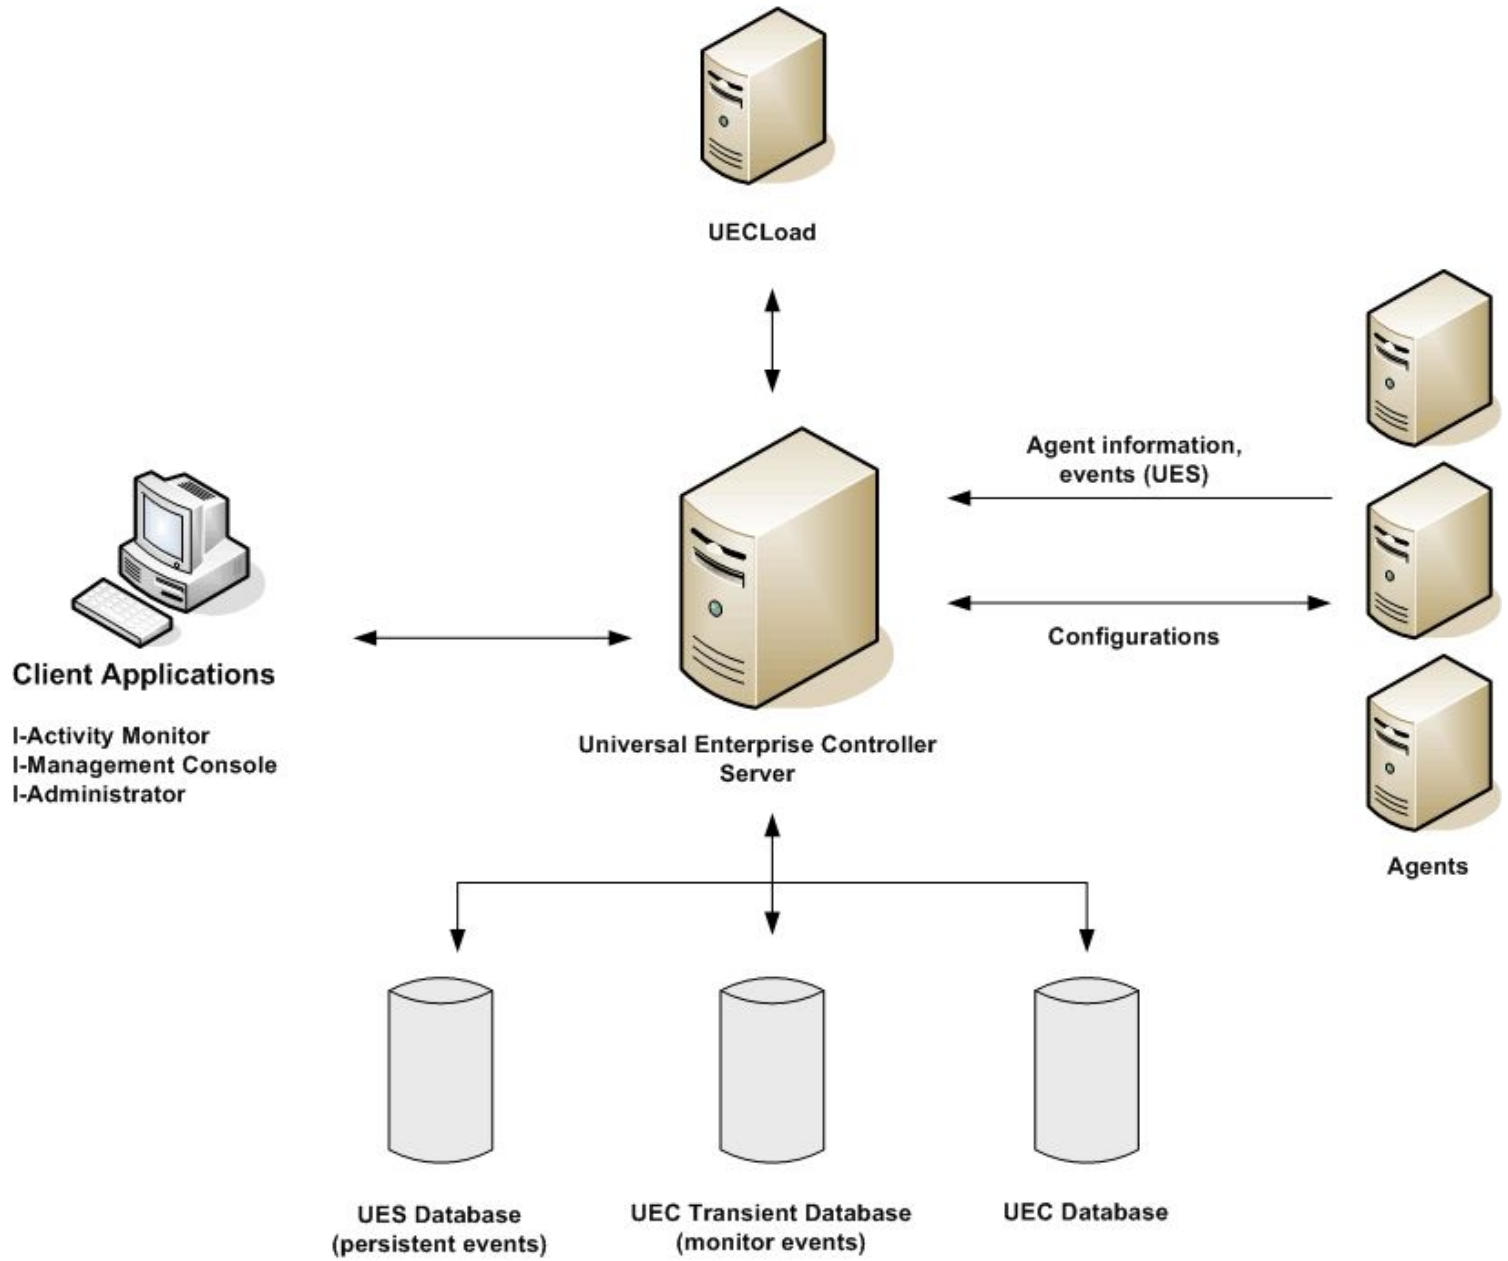 UECLoad
Agent information,
events (UES)
Configurations
Client Applications
I-Activity Monitor
I-Management Console
I-Administrator
Universal Enterprise Controller
Server
Agents
UES Database
(persistent events)
UEC Transient Database
(monitor events)
UEC Database